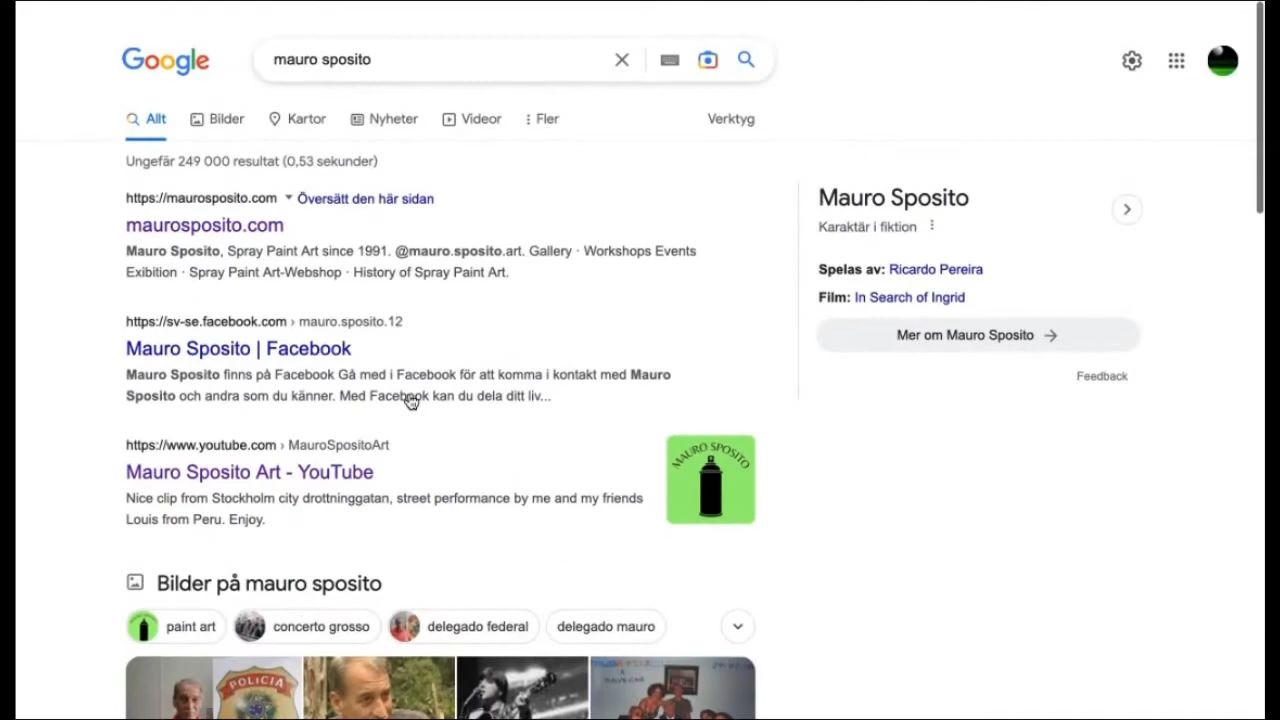 Google
mauro sposito
Allt
Bilder
Kartor
Nyheter
Videor
Fler
Verktyg
Ungefär 249 000 resultat (0,53 sekunder)
https://maurosposito.com Översätt den här sidan
maurosposito.com
Mauro Sposito, Spray Paint Art since 1991. @mauro.sposito.art. Gallery · Workshops Events
Exibition · Spray Paint Art-Webshop · History of Spray Paint Art.
https://sv-se.facebook.com › mauro.sposito.12
Mauro Sposito | Facebook
Mauro Sposito finns på Facebook Gå med i Facebook för att komma i kontakt med Mauro
Sposito och andra som du känner. Med Facebook kan du dela ditt liv...
https://www.youtube.com › MauroSpositoArt
Mauro Sposito Art - YouTube
Nice clip from Stockholm city drottninggatan, street performance by me and my friends
Louis from Peru. Enjoy.
MAURO SPOSITO
Bilder på mauro sposito
paint art
concerto grosso
delegado federal
delegado mauro
POLICIA
Mauro Sposito
Karaktär i fiktion
Spelas av: Ricardo Pereira
Film: In Search of Ingrid
Mer om Mauro Sposito
Feedback